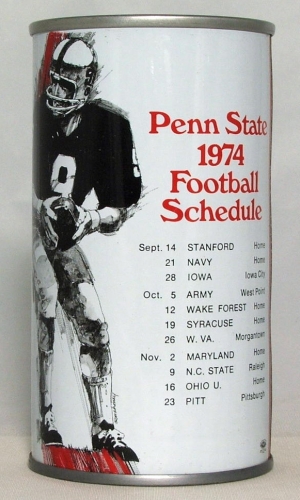 Penn State
1974
Football
Schedule
Sept. 14 STANFORD Home
21 NAVY Home
28 IOWA Iowa City
Oct. 5 ARMY West Point
12 WAKE FOREST Home
19 SYRACUSE Home
26 W. VA. Morgantown
Nov. 2 MARYLAND Home
9 N.C. STATE Raleigh
16 OHIO U. Home
23 PITT Pittsburgh